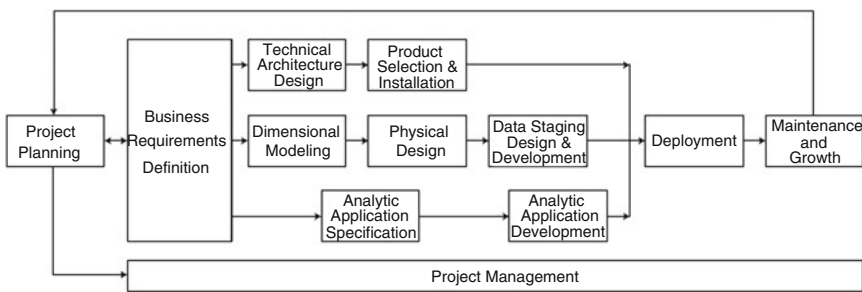 Project
Planning
Business
Requirements
Definition
Technical
Architecture
Design
Product
Selection &
Installation
Dimensional
Modeling
Physical
Design
Data Staging
Design &
Development
Analytic
Application
Specification
Analytic
Application
Development
Deployment
Maintenance
and
Growth
Project Management